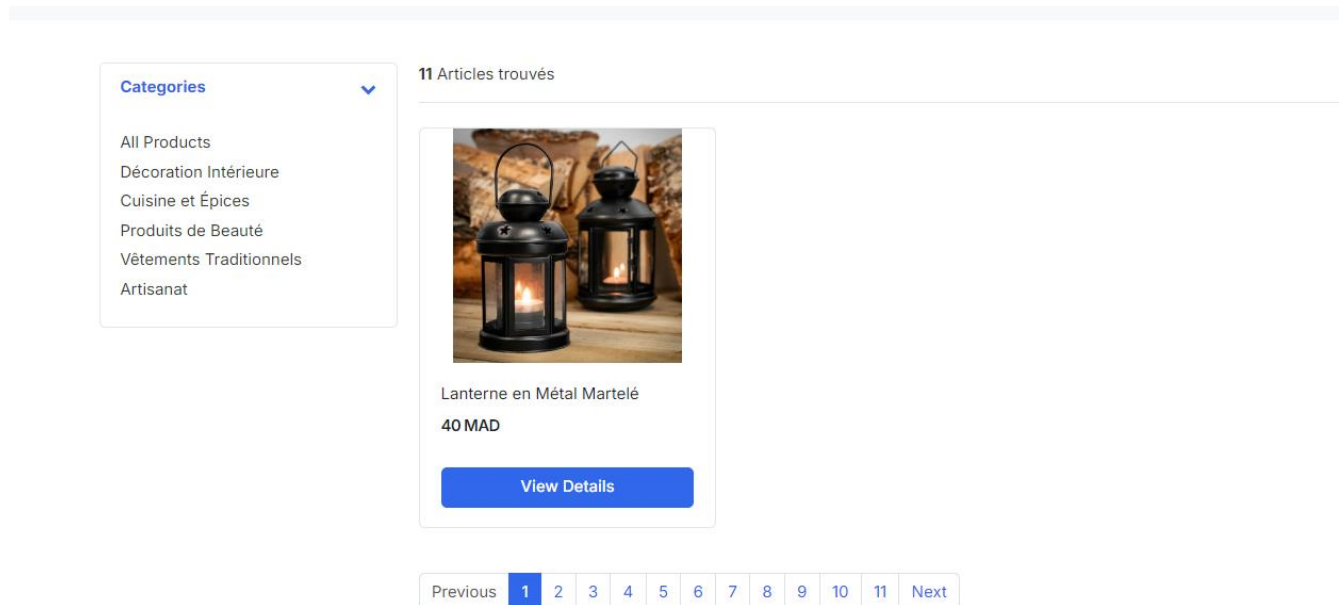 Categories
All Products
Décoration Intérieure
Cuisine et Épices
Produits de Beauté
Vêtements Traditionnels
Artisanat
11 Articles trouvés
Lanterne en Métal Martelé
40 MAD
View Details
Previous 1 2 3 4 5 6 7 8 9 10 11 Next